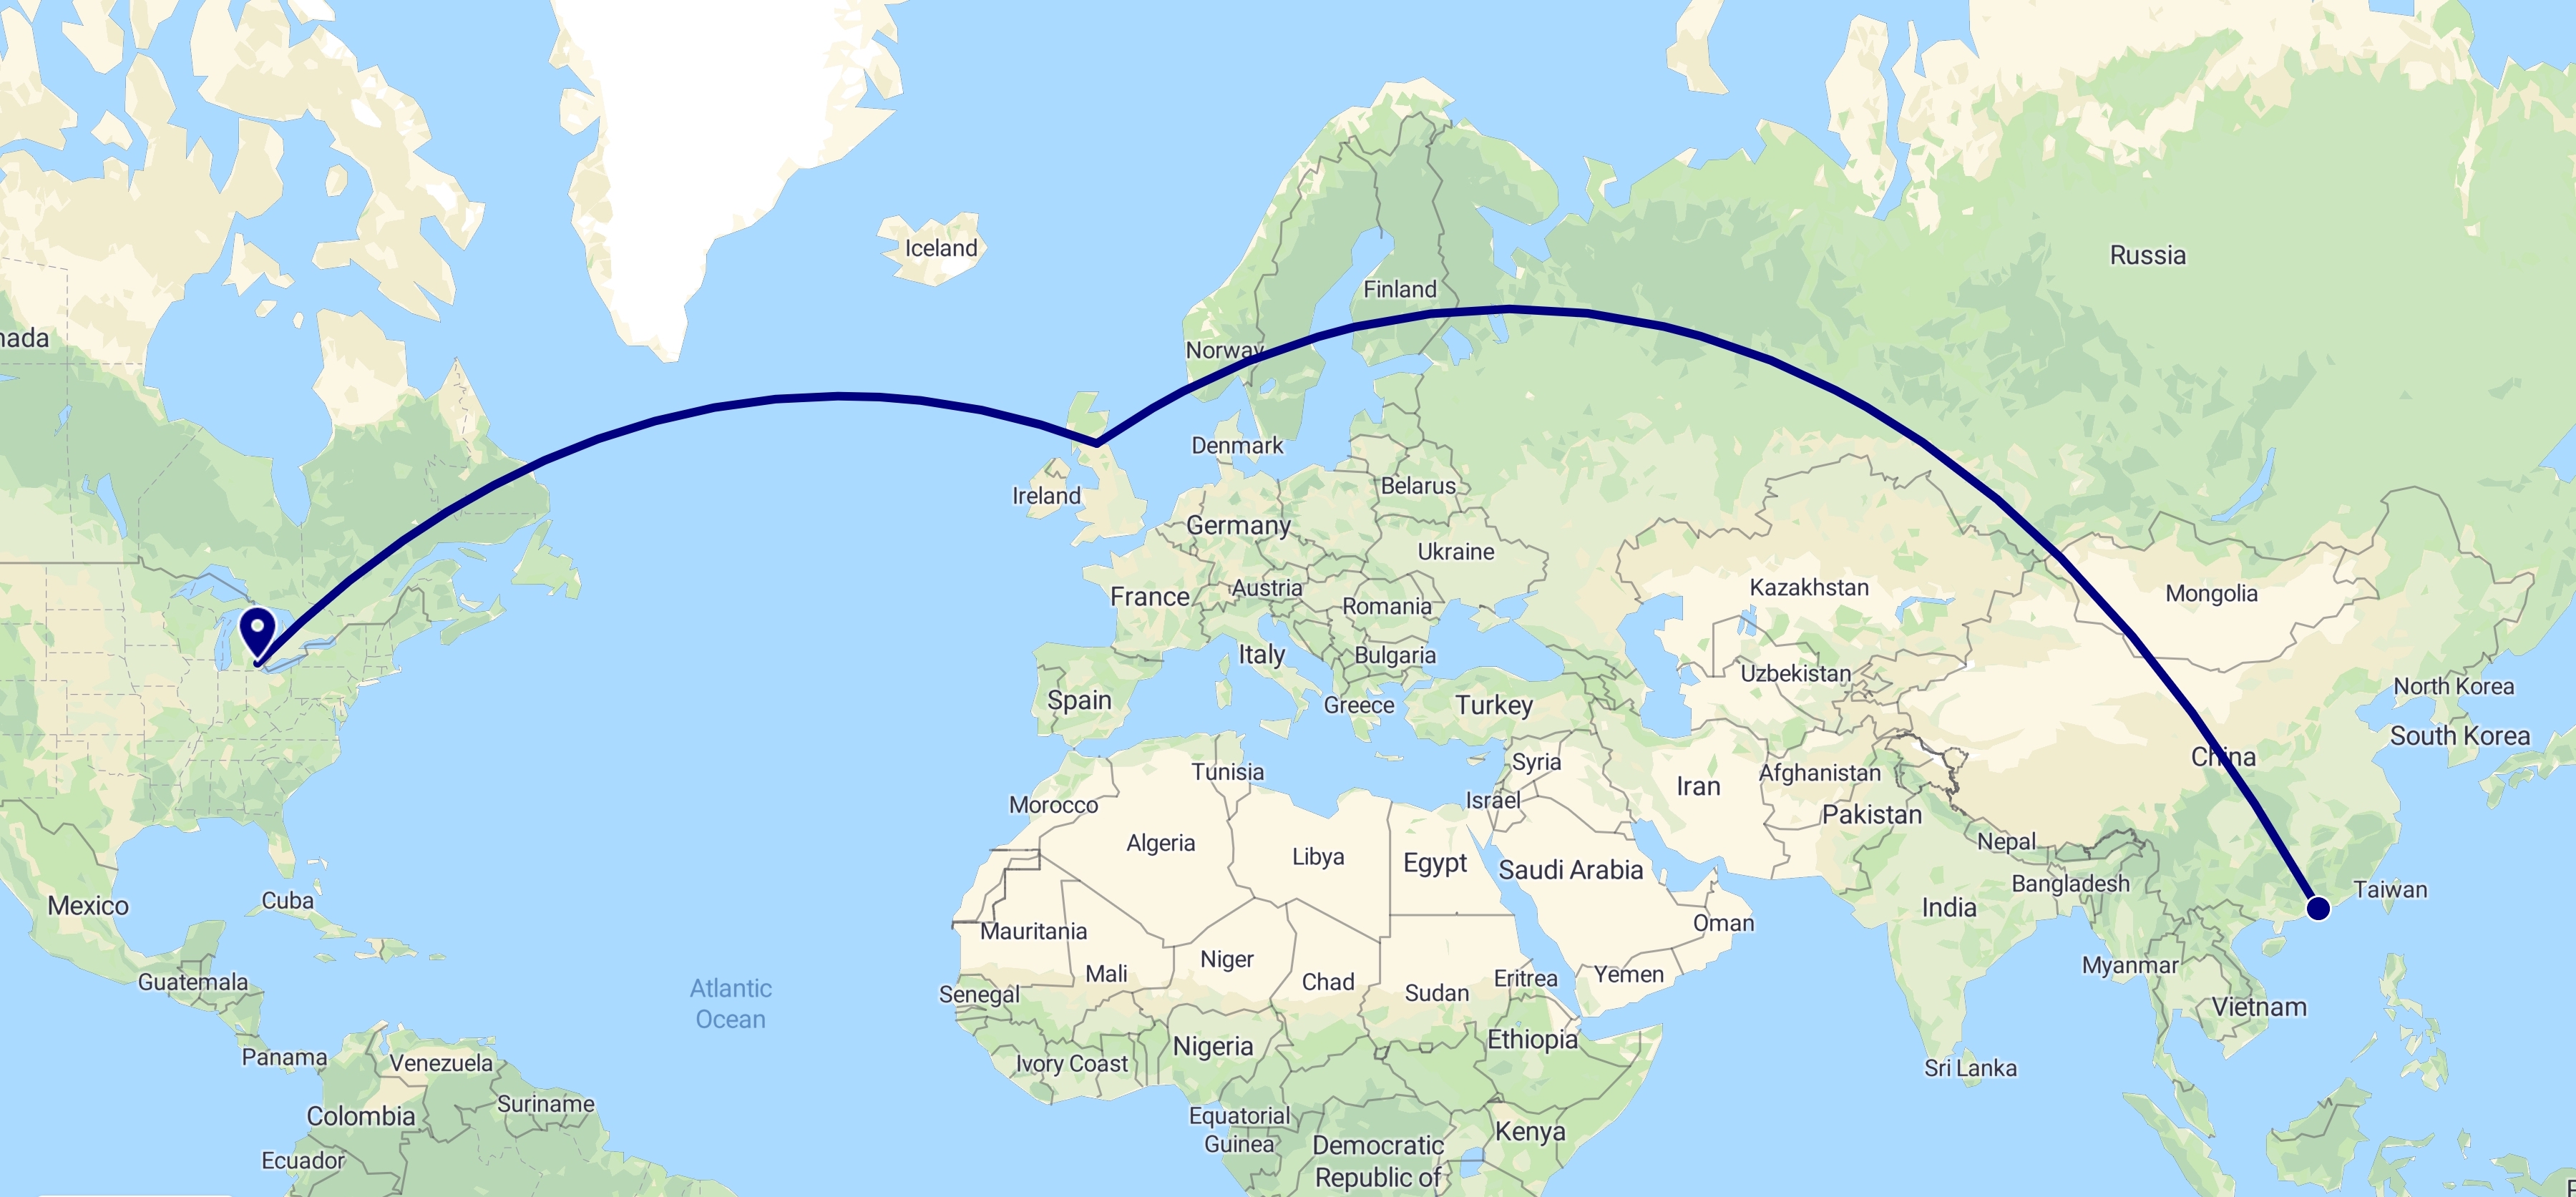 Iceland
Russia
Finland
nada
Norway
Denmark
Belarus
Ireland
Germany
Ukraine
Kazakhstan
Mongolia
Austria
France
Romania
Italy
Bulgaria
Uzbekistan
North Korea
Spain
Greece
Turkey
South Korea
China
Syria
Tunisia
Afghanistan
Iran
Israel
Morocco
Pakistan
Algeria
Nepal
Libya
Egypt
Saudi Arabia
Bangladesh
Taiwan
Cuba
Mexico
India
Oman
Mauritania
Niger
Myanmar
Mali
Yemen
Eritrea
Chad
Guatemala
Sudan
Senegal
Atlantic
Ocean
Vietnam
Ethiopia
Nigeria
Panama
Venezuela
Ivory Coast
Sri Lanka
Suriname
Colombia
Equatorial
Guinea
Kenya
Democratic
Republic of
Ecuador